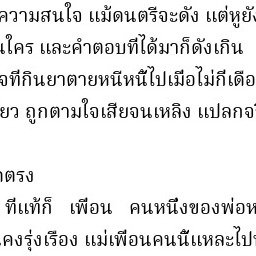 ความสนใจ แม้ดนตรีจะดัง แต่หูยัง
นใคร และคำตอบที่ได้มาก็ดังเกิน
จที่กินยาตายหนีหนี้ไปเมื่อไม่กี่เดือ
ยว ถูกตามใจเสียจนเหลิง แปลกจ
ตรง
ที่แท้ก็ เพื่อน คนหนึ่งของพ่อห
คงรุ่งเรือง แม่เพื่อนคนนี้แหละไป